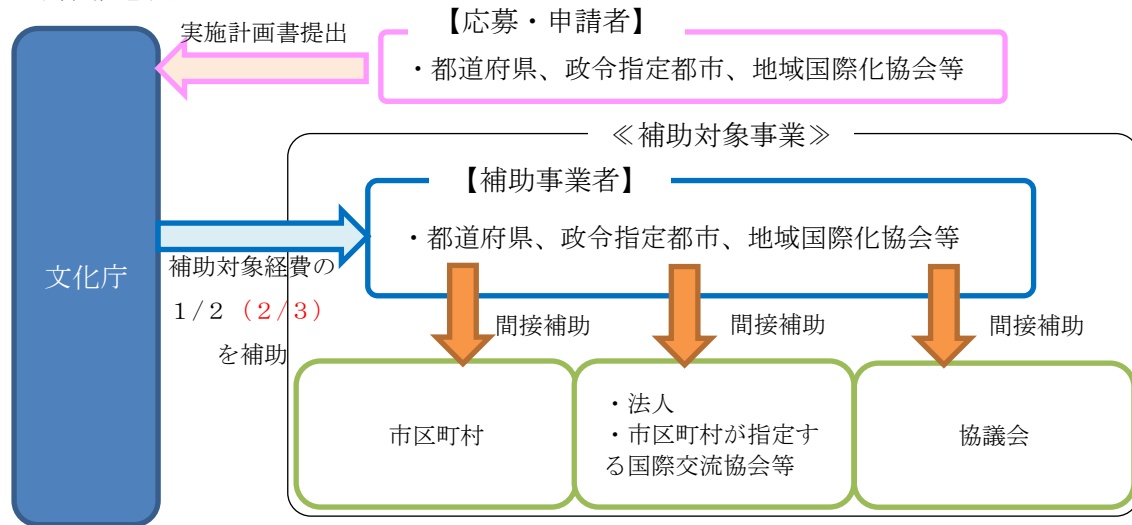 実施計画書提出
【応募・申請者】
・都道府県、政令指定都市、地域国際化協会等
≪補助対象事業≫
【補助事業者】
・都道府県、政令指定都市、地域国際化協会等
文化庁
補助対象経費の
1/2 (2/3)
を補助
間接補助
間接補助
間接補助
市区町村
・法人
・市区町村が指定す
る国際交流協会等
協議会